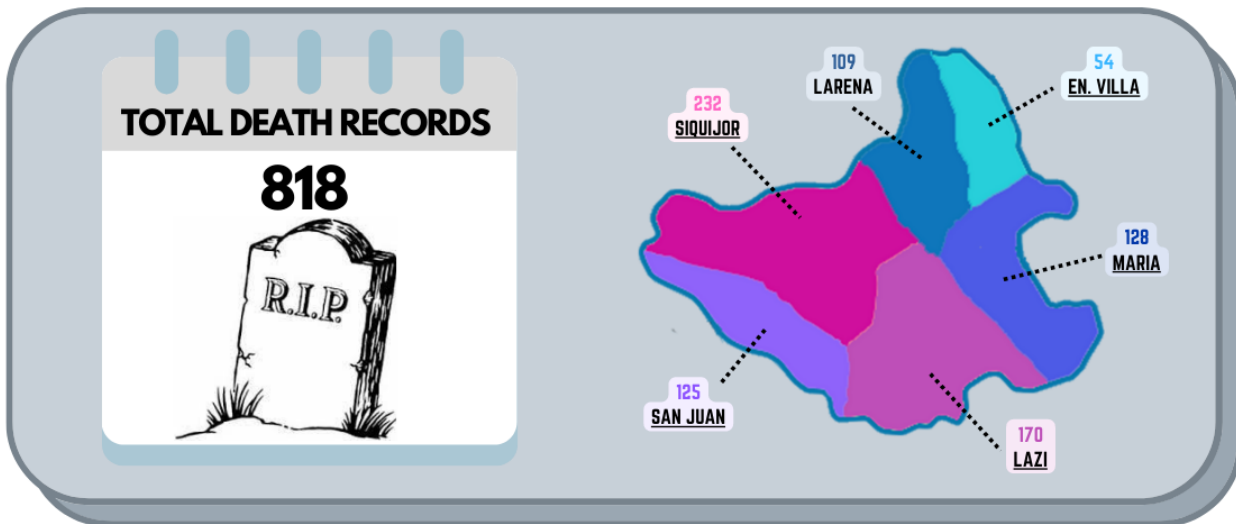 TOTAL DEATH RECORDS
818
R.I.P.
109
LARENA
54
EN. VILLA
232
SIQUIJOR
128
MARIA
125
SAN JUAN
170
LAZI